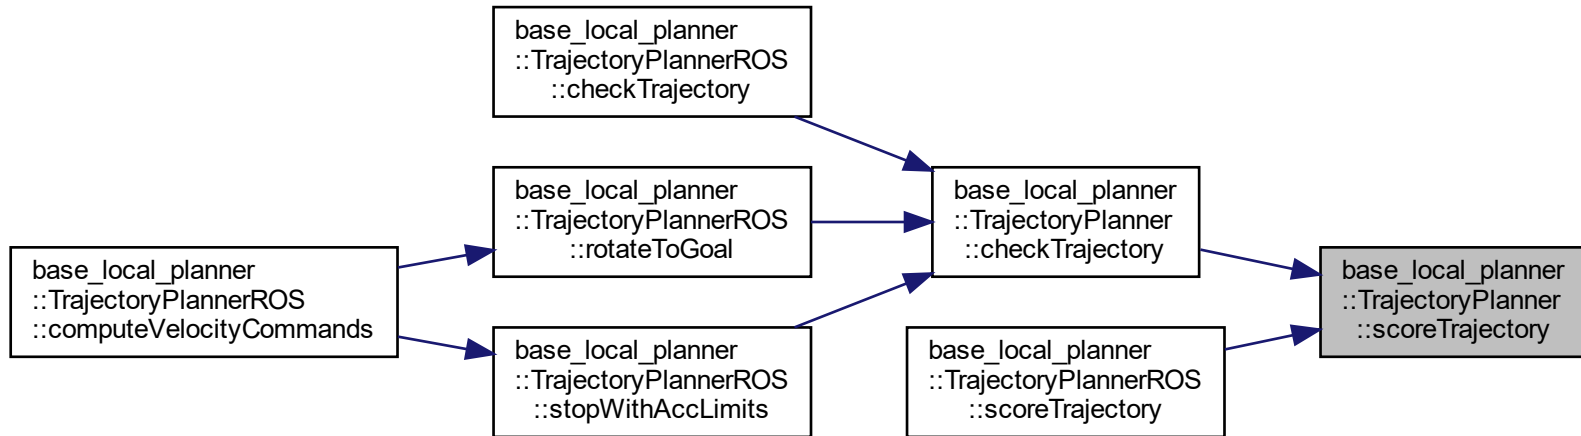 base_local_planner
::TrajectoryPlannerROS
::checkTrajectory
base_local_planner
::TrajectoryPlannerROS
::rotateToGoal
base_local_planner
::TrajectoryPlanner
::checkTrajectory
base_local_planner
::TrajectoryPlannerROS
::computeVelocityCommands
base_local_planner
::TrajectoryPlanner
::scoreTrajectory
base_local_planner
::TrajectoryPlannerROS
::stopWithAccLimits
base_local_planner
::TrajectoryPlannerROS
::scoreTrajectory